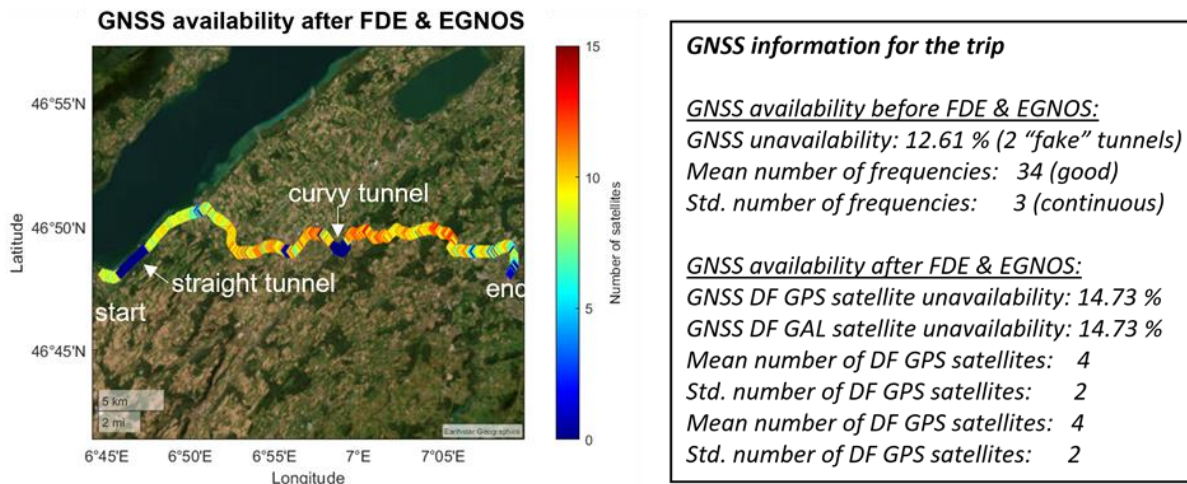 GNSS availability after FDE & EGNOS
15
46°55'N
10
curvy tunnel
46°50'N
Latitude
Number of satellites
straight tunnel
5
end
start
46°45'N
5 km
2 mi
Earthstar Geographics
0
6°45'E
6°50'E
6°55'E
7°E
7°05'E
Longitude
GNSS information for the trip
GNSS availability before FDE & EGNOS:
GNSS unavailability: 12.61 % (2 “fake” tunnels)
Mean number of frequencies: 34 (good)
Std. number of frequencies: 3 (continuous)
GNSS availability after FDE & EGNOS:
GNSS DF GPS satellite unavailability: 14.73 %
GNSS DF GAL satellite unavailability: 14.73 %
Mean number of DF GPS satellites: 4
Std. number of DF GPS satellites: 2
Mean number of DF GPS satellites: 4
Std. number of DF GPS satellites: 2